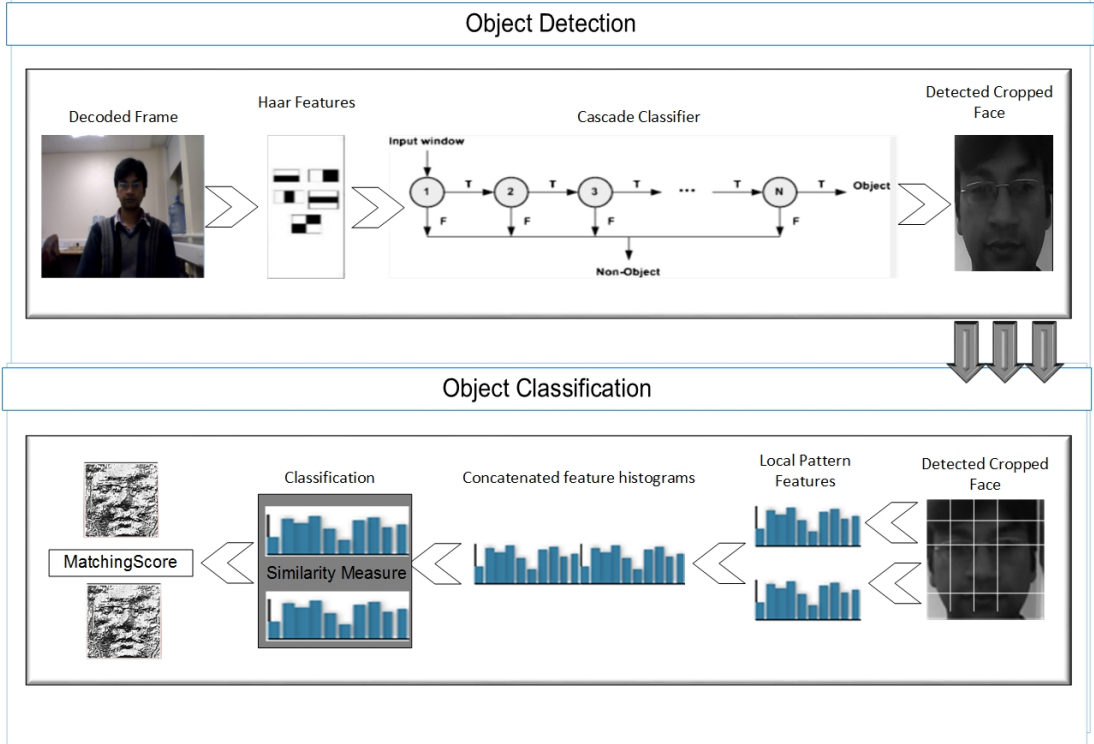 Object Detection
Decoded Frame
Haar Features
Cascade Classifier
Detected Cropped
Face
Input window
1
T
2
T
3
T
...
T
N
T
Object
F
F
F
F
Non-Object
Object Classification
Classification
Concatenated feature histograms
Local Pattern
Features
Detected Cropped
Face
MatchingScore
Similarity Measure